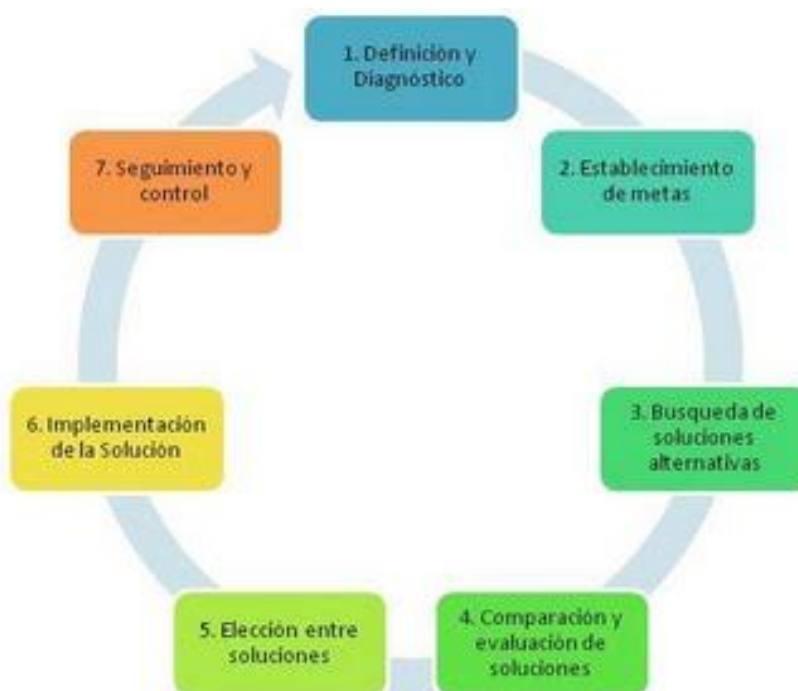 1. Definición y
Diagnóstico
2. Establecimiento
de metas
3. Busqueda de
soluciones
alternativas
4. Comparación y
evaluación de
soluciones
5. Elección entre
soluciones
6. Implementación
de la Solución
7. Seguimiento y
control